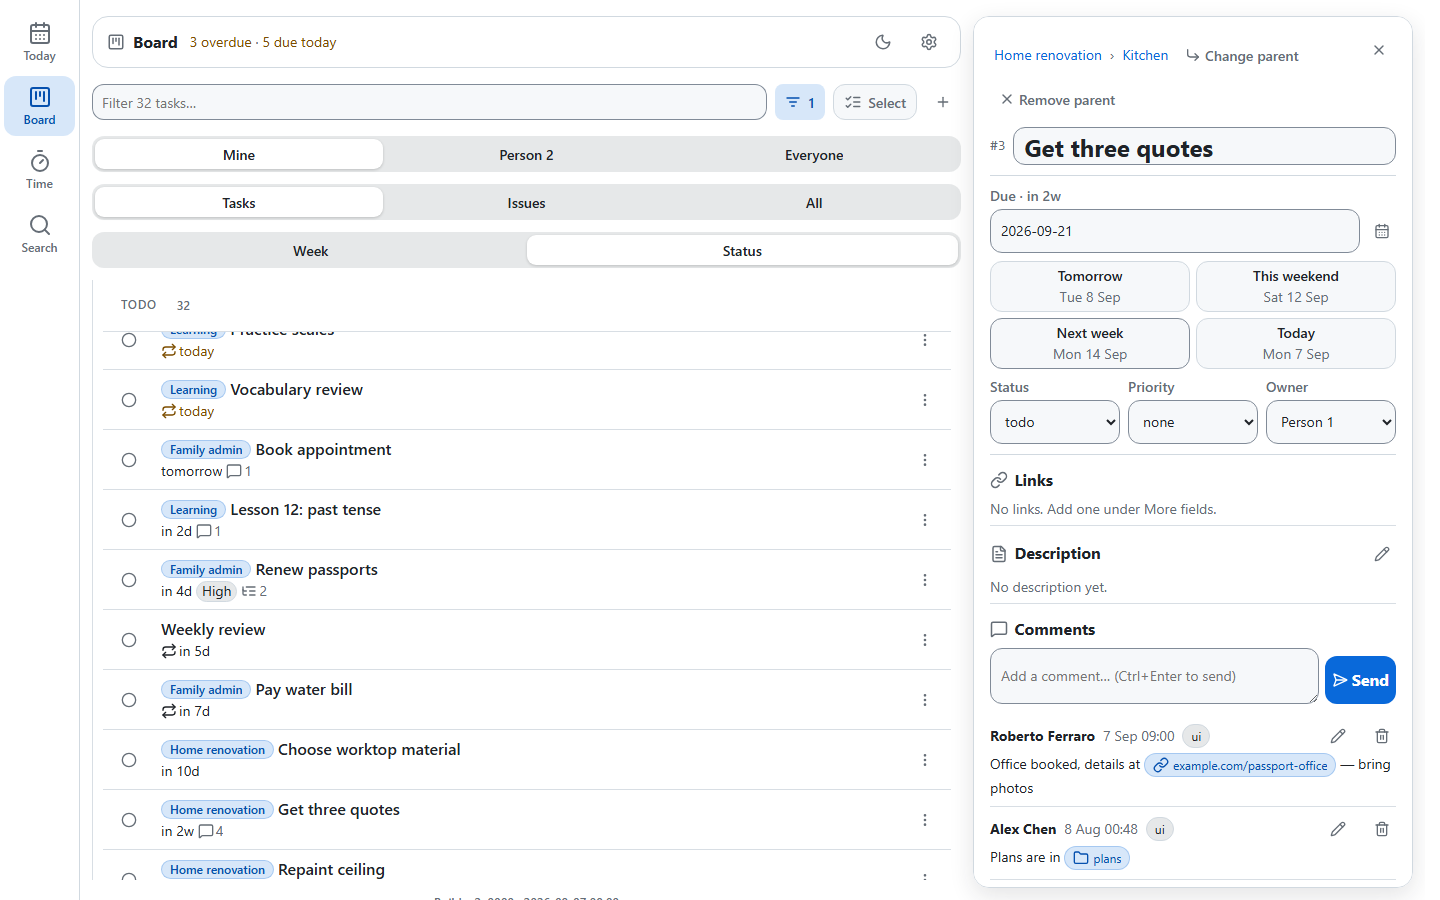 Today
Board
Time
Search
Board 3 overdue · 5 due today
Filter 32 tasks...
1
Select
Mine
Person 2
Everyone
Tasks
Issues
All
Week
Status
TODO 32
Learning Practice scales
today
Learning Vocabulary review
today
Family admin Book appointment
tomorrow 1
Learning Lesson 12: past tense
in 2d 1
Family admin Renew passports
in 4d High 2
Weekly review
in 5d
Family admin Pay water bill
in 7d
Home renovation Choose worktop material
in 10d
Home renovation Get three quotes
in 2w 4
Home renovation Repaint ceiling
Home renovation › Kitchen Change parent
Remove parent
#3 Get three quotes
Due · in 2w
2026-09-21
Tomorrow
Tue 8 Sep
This weekend
Sat 12 Sep
Next week
Mon 14 Sep
Today
Mon 7 Sep
Status
Priority
Owner
todo
none
Person 1
Links
No links. Add one under More fields.
Description
No description yet.
Comments
Add a comment... (Ctrl+Enter to send)
Send
Roberto Ferraro 7 Sep 09:00 ui
Office booked, details at example.com/passport-office — bring
photos
Alex Chen 8 Aug 00:48 ui
Plans are in plans